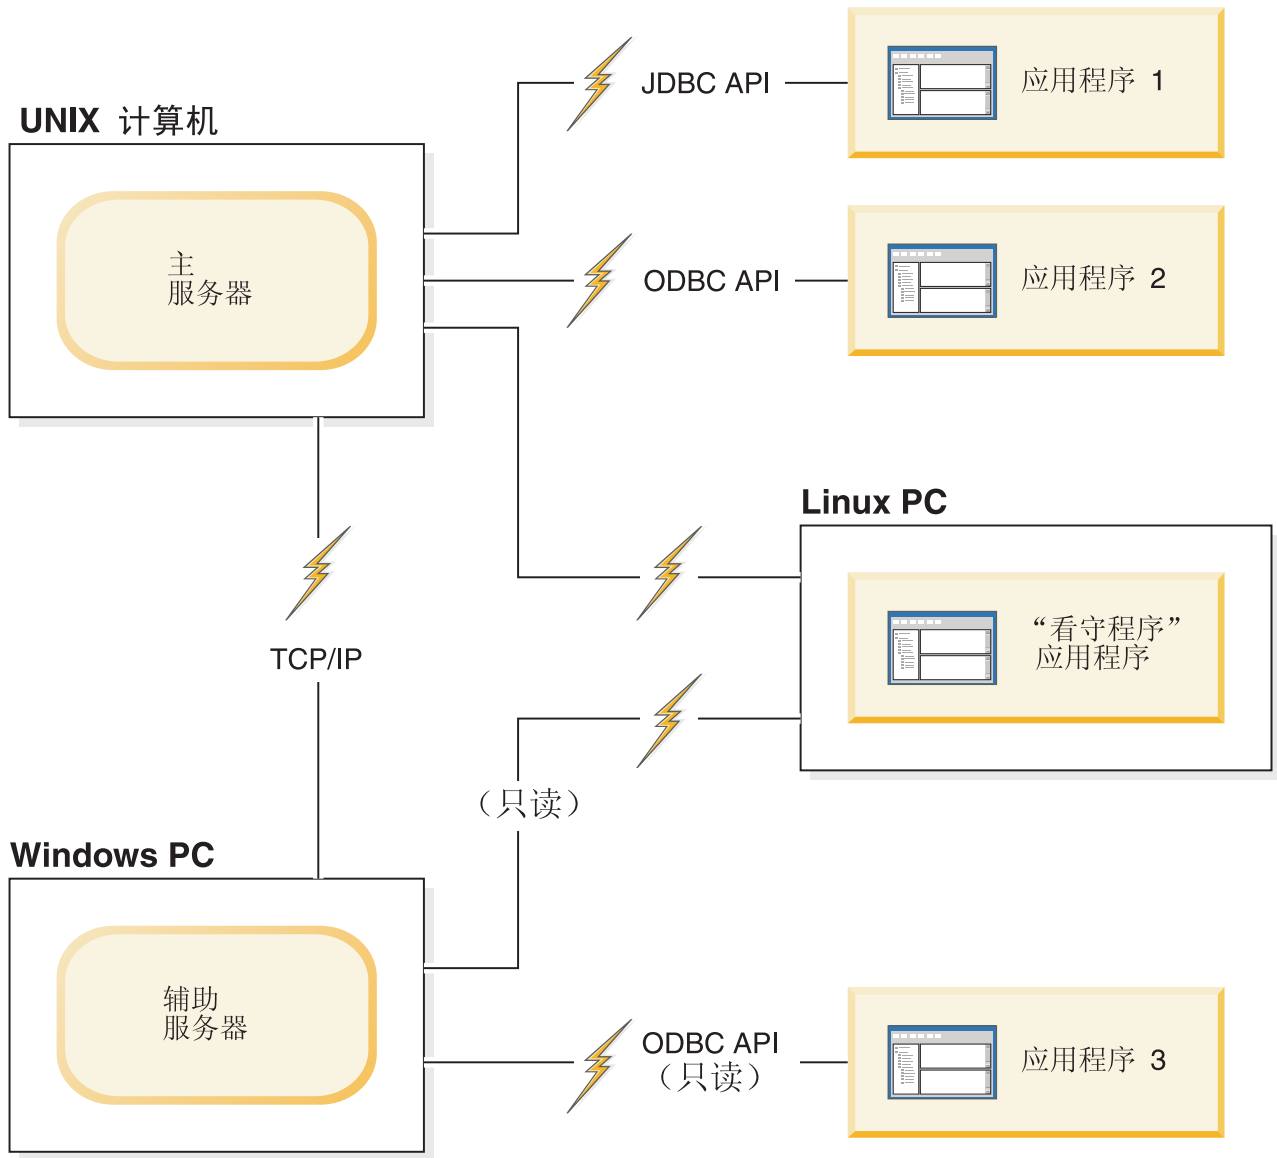 JDBC API
应用程序 1
UNIX 计算机
主
服务器
ODBC API
应用程序 2
Linux PC
“看守程序”
应用程序
TCP/IP
（只读）
Windows PC
辅助
服务器
ODBC API
（只读）
应用程序 3